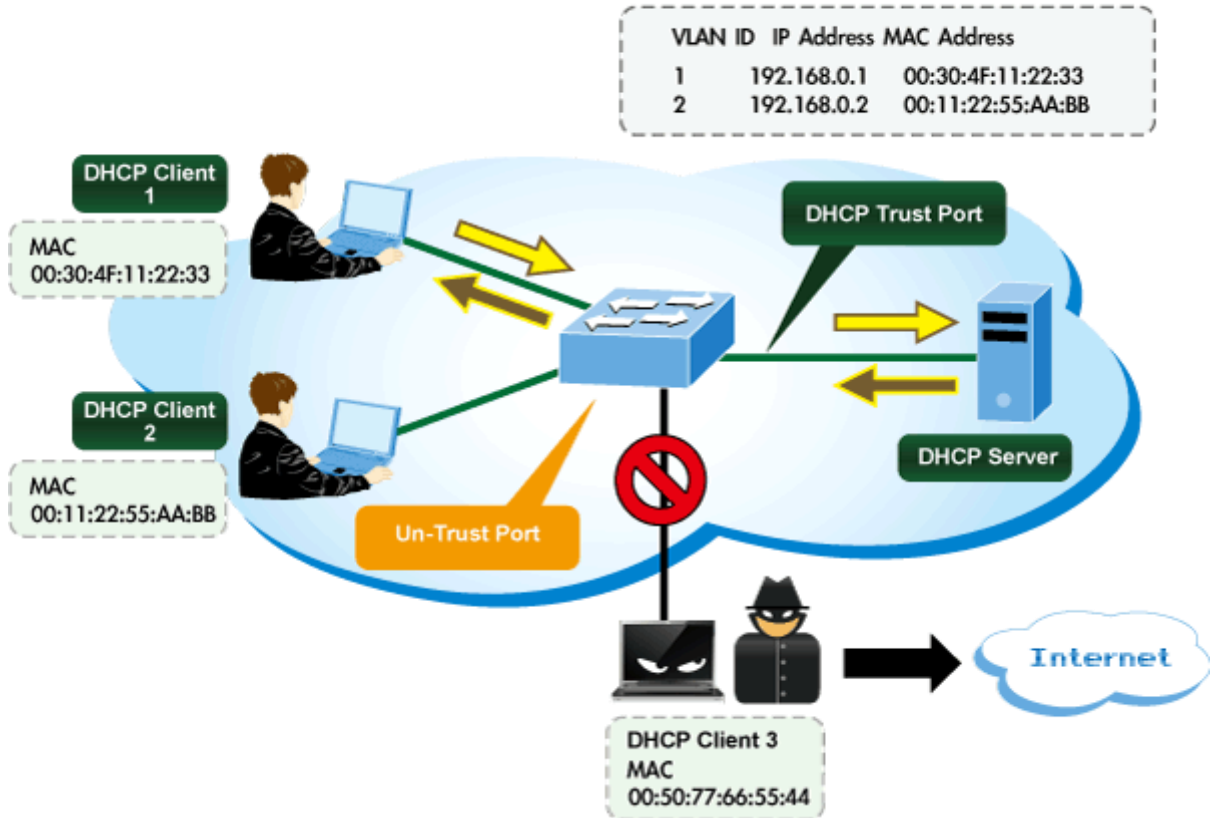 VLAN ID IP Address MAC Address
1 192.168.0.1 00:30:4F:11:22:33
2 192.168.0.2 00:11:22:55:AA:BB
DHCP Client
1
MAC
00:30:4F:11:22:33
DHCP Trust Port
DHCP Client
2
MAC
00:11:22:55:AA:BB
Un-Trust Port
DHCP Server
Internet
DHCP Client 3
MAC
00:50:77:66:55:44